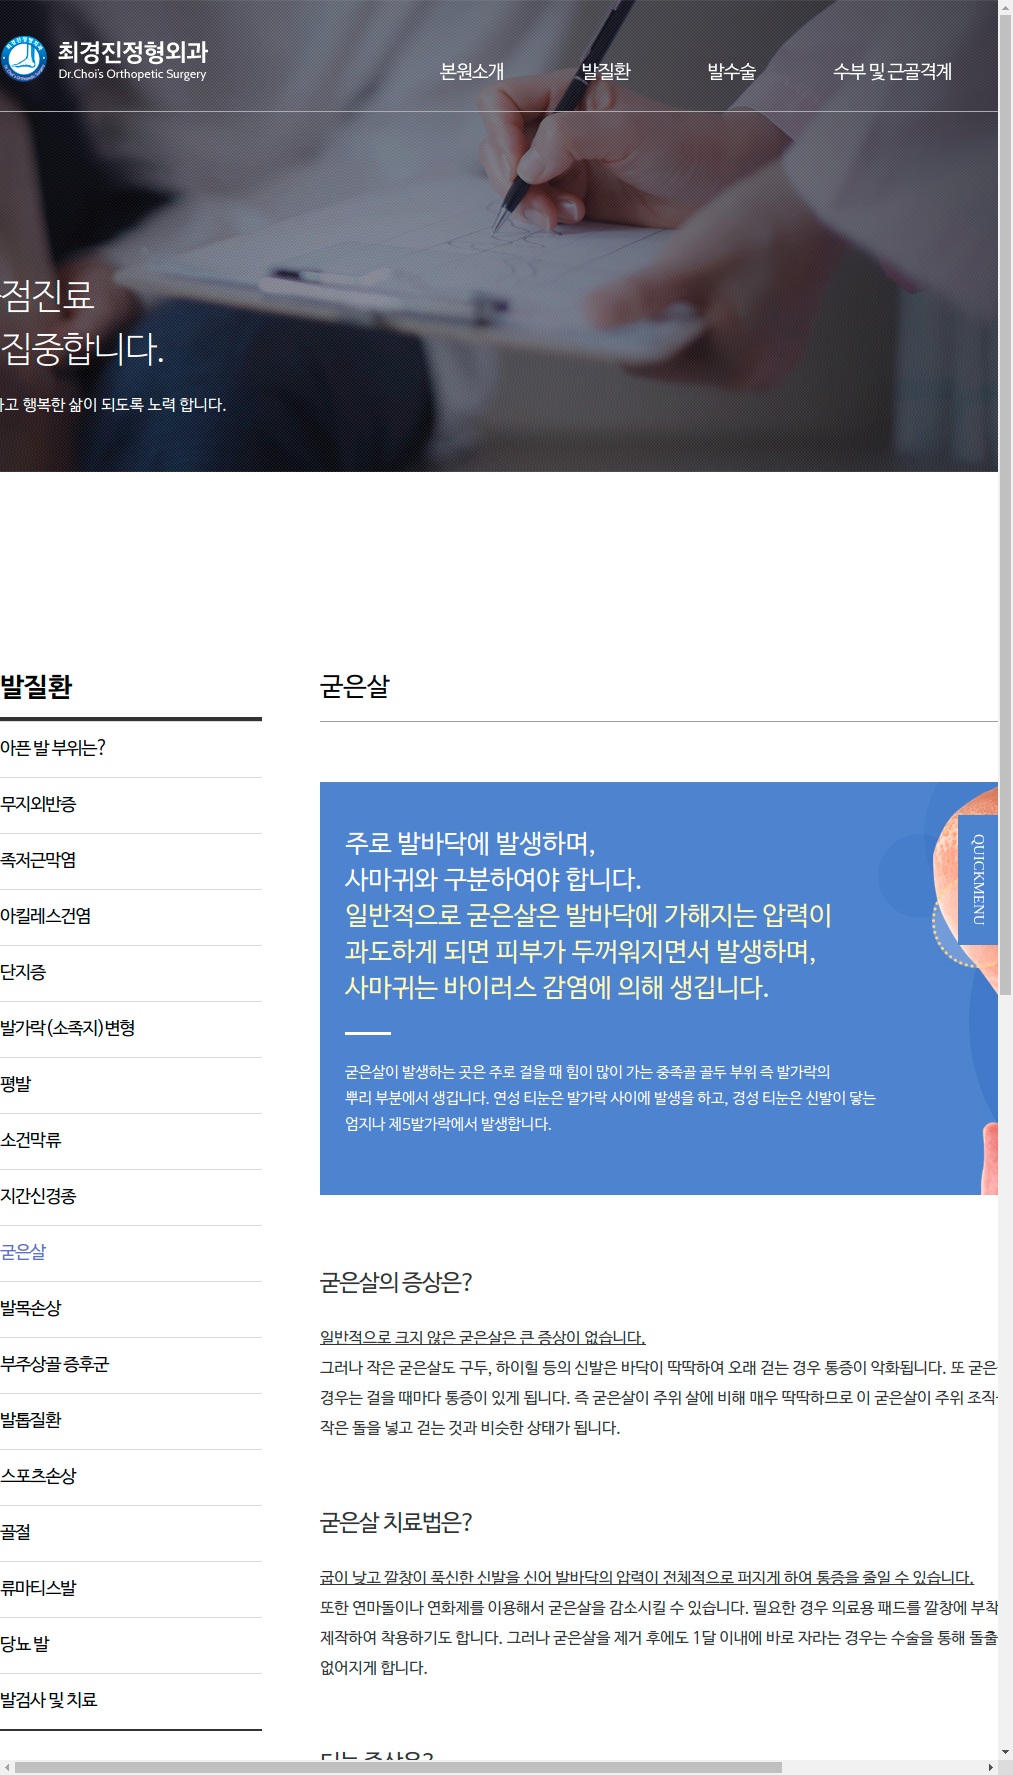 최경진정형외과
Dr.Choi's Orthopetic Surgery
본원소개
발질환
발수술
수부 및 근골격계
점진료
집중합니다.
행복한 삶이 되도록 노력 합니다.
발질환
아픈 발 부위는?
무지외반증
족저근막염
아킬레스건염
단지증
발가락(소족지)변형
평발
소건막류
지간신경종
굳은살
발목손상
부주상골 증후군
발톱질환
스포츠손상
골절
류마티스발
당뇨 발
발검사 및 치료
굳은살
주로 발바닥에 발생하며,
사마귀와 구분하여야 합니다.
일반적으로 굳은살은 발바닥에 가해지는 압력이
과도하게 되면 피부가 두꺼워지면서 발생하며,
사마귀는 바이러스 감염에 의해 생깁니다.
굳은살이 발생하는 곳은 주로 걸을 때 힘이 많이 가는 중족골 골두 부위 즉 발가락의
뿌리 부분에서 생깁니다. 연성 티눈은 발가락 사이에 발생을 하고, 경성 티눈은 신발이 닿는
엄지나 제5발가락에서 발생합니다.
QUICKMENU
굳은살의 증상은?
일반적으로 크지 않은 굳은살은 큰 증상이 없습니다.
그러나 작은 굳은살도 구두, 하이힐 등의 신발은 바닥이 딱딱하여 오래 걷는 경우 통증이 악화됩니다. 또 굳은
경우는 걸을 때마다 통증이 있게 됩니다. 즉 굳은살이 주위 살에 비해 매우 딱딱하므로 이 굳은살이 주위 조직
작은 돌을 넣고 걷는 것과 비슷한 상태가 됩니다.
굳은살 치료법은?
굽이 낮고 깔창이 푹신한 신발을 신어 발바닥의 압력이 전체적으로 퍼지게 하여 통증을 줄일 수 있습니다.
또한 연마돌이나 연화제를 이용해서 굳은살을 감소시킬 수 있습니다. 필요한 경우 의료용 패드를 깔창에 부착
제작하여 착용하기도 합니다. 그러나 굳은살을 제거 후에도 1달 이내에 바로 자라는 경우는 수술을 통해 돌출
없어지게 합니다.
티눈 증상은?